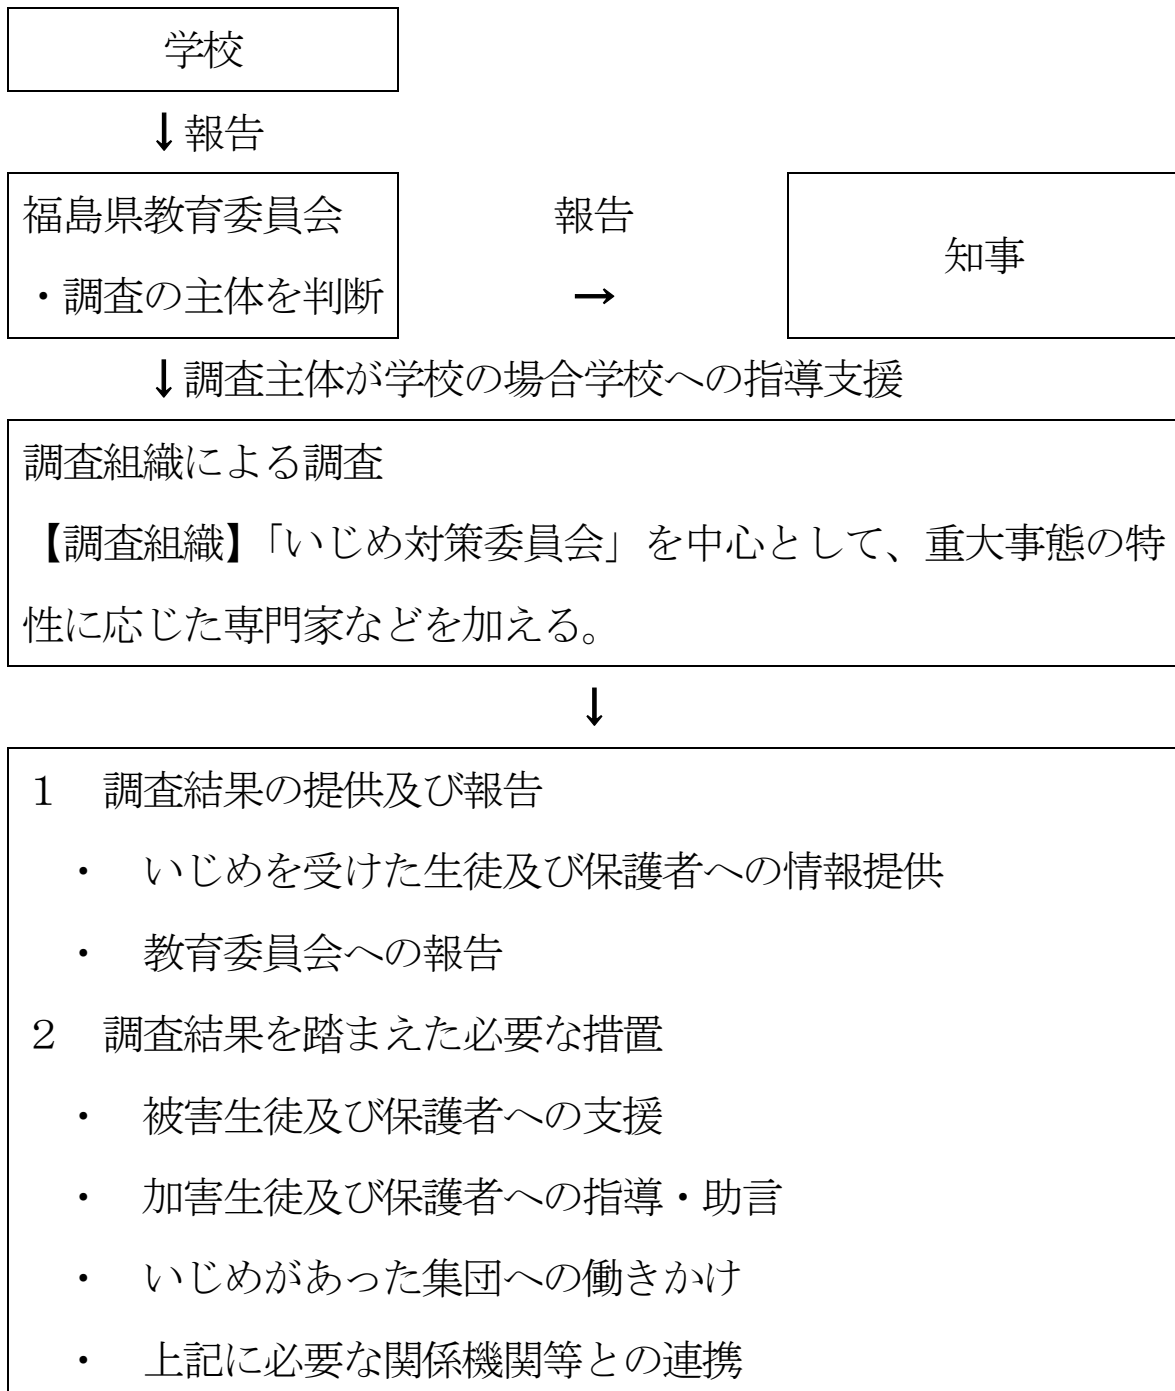 学校
↓報告
福島県教育委員会
・調査の主体を判断
報告
→
知事
↓調査主体が学校の場合学校への指導支援
調査組織による調査
【調査組織】「いじめ対策委員会」を中心として、重大事態の特
性に応じた専門家などを加える。
↓
１　調査結果の提供及び報告
・　いじめを受けた生徒及び保護者への情報提供
・　教育委員会への報告
２　調査結果を踏まえた必要な措置
・　被害生徒及び保護者への支援
・　加害生徒及び保護者への指導・助言
・　いじめがあった集団への働きかけ
・　上記に必要な関係機関等との連携